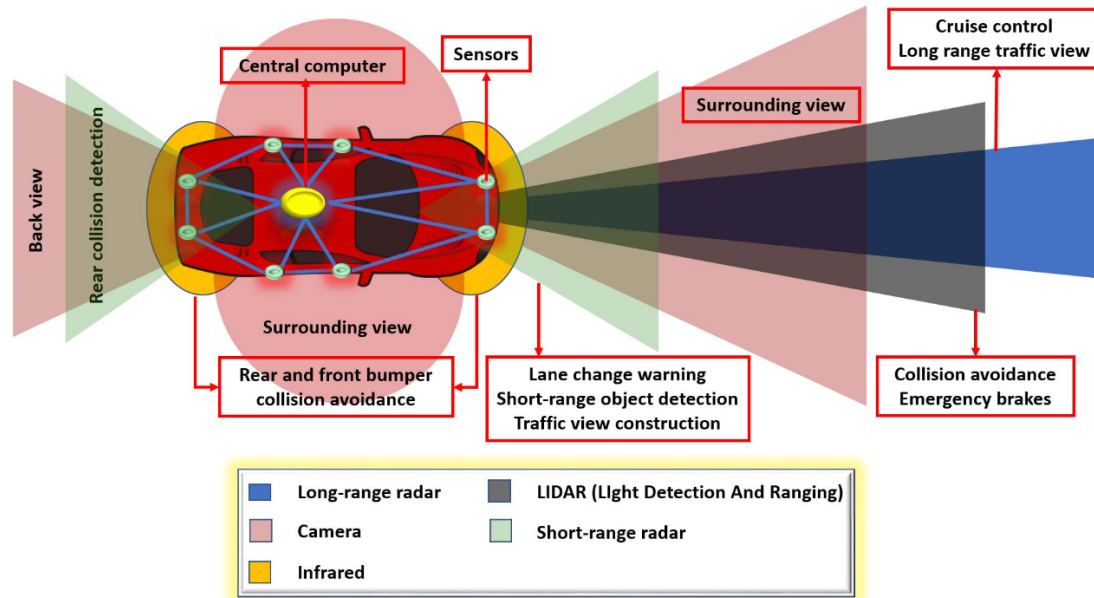 Cruise control
Long range traffic view
Sensors
Central computer
Surrounding view
Back view
Rear collision detection
Surrounding view
Rear and front bumper
collision avoidance
Lane change warning
Short-range object detection
Traffic view construction
Collision avoidance
Emergency brakes
Long-range radar
LIDAR (LIght Detection And Ranging)
Camera
Short-range radar
Infrared